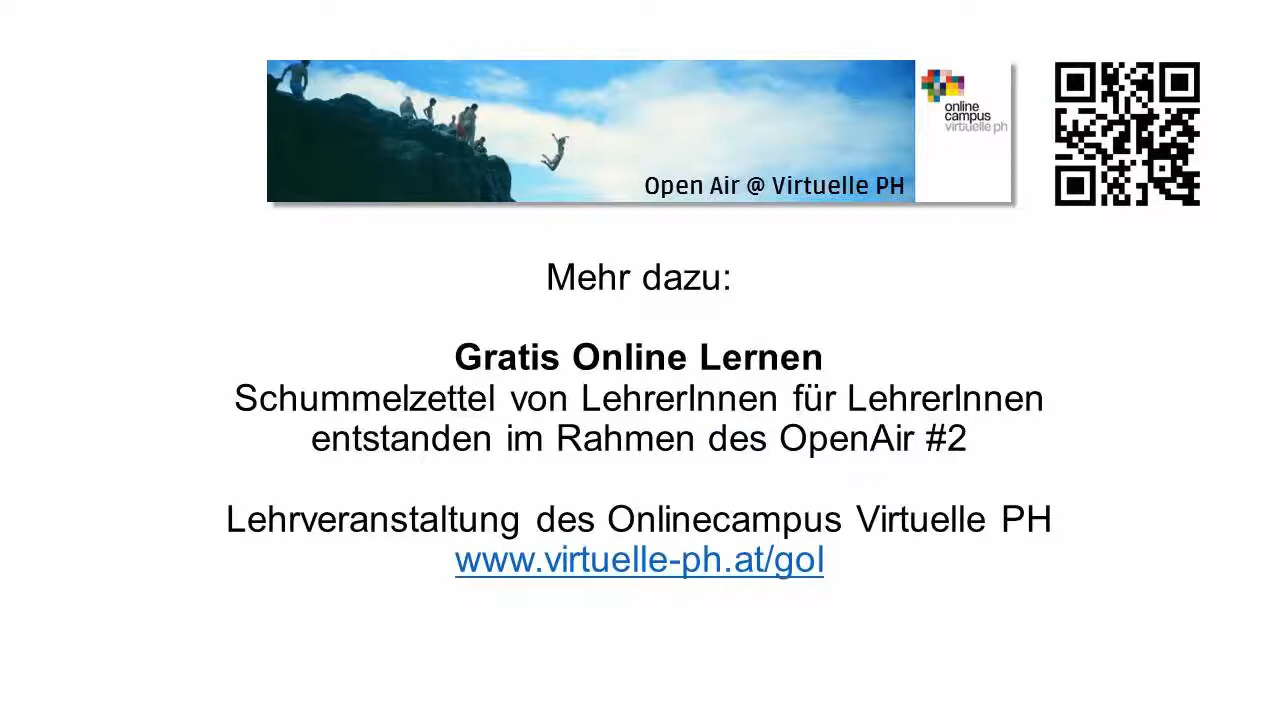 Open Air @ Virtuelle PH
online
campus
virtuelle ph
Mehr dazu:
Gratis Online Lernen
Schummelzettel von LehrerInnen für LehrerInnen
entstanden im Rahmen des OpenAir #2
Lehrveranstaltung des Onlinecampus Virtuelle PH
www.virtuelle-ph.at/gol